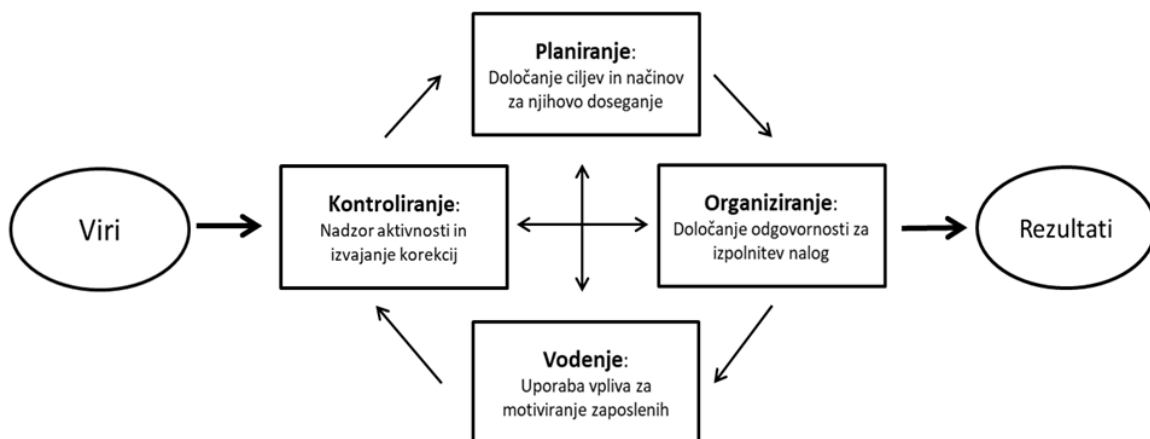 Planiranje:
Določanje ciljev in načinov
za njihovo doseganje
Viri
Kontroliranje:
Nadzor aktivnosti in
izvajanje korekcij
Organiziranje:
Določanje odgovornosti za
izpolnitev nalog
Rezultati
Vodenje:
Uporaba vpliva za
motiviranje zaposlenih